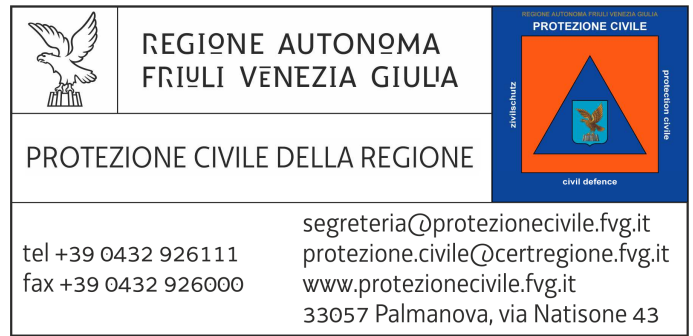 REGIONE AUTONOMA
FRIULI VENEZIA GIULIA
REGIONE AUTONOMA FRIULI VENEZIA GIULIA
PROTEZIONE CIVILE
zivilschutz
protection civile
civil defence
PROTEZIONE CIVILE DELLA REGIONE
tel +39 0432 926111
fax +39 0432 926000
segreteria@protezionecivile.fvg.it
protezione.civile@certregione.fvg.it
www.protezionecivile.fvg.it
33057 Palmanova, via Natisone 43